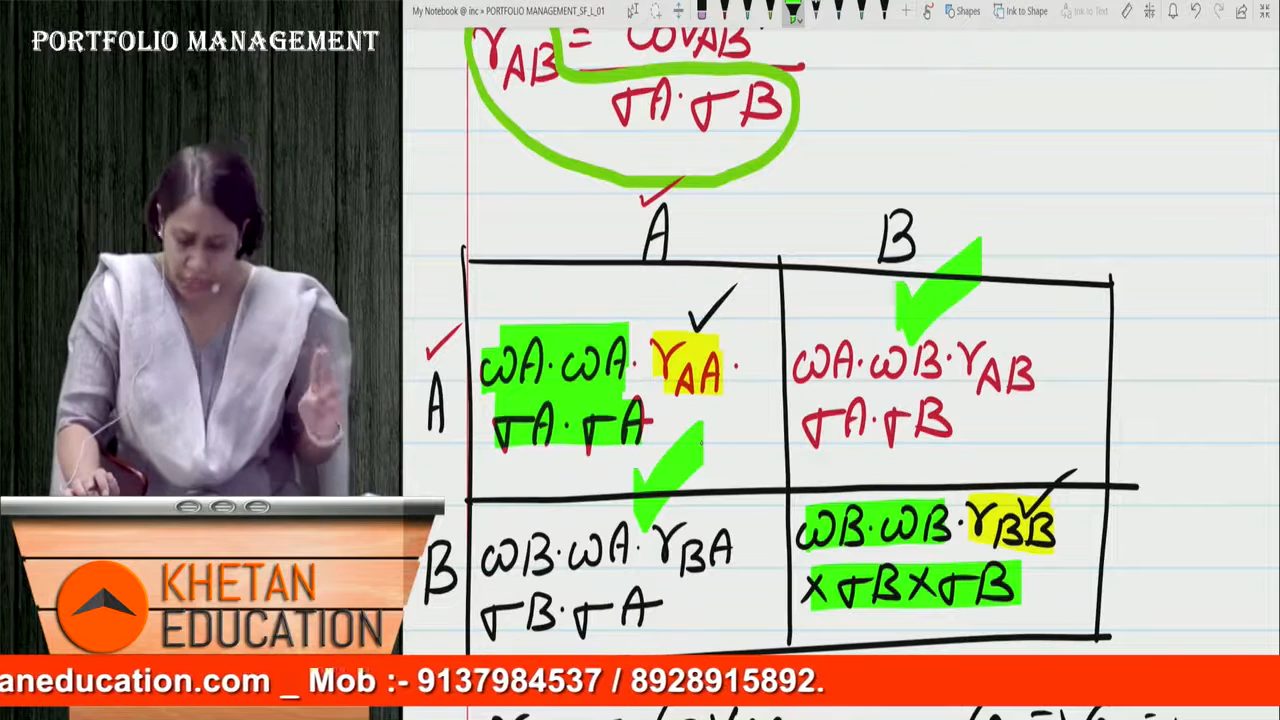 PORTFOLIO MANAGEMENT
My Notebook @ inc » PORTFOLIO MANAGEMENT_SF_L_01
Shapes
Ink to Shape
Ink to Text
rAB = COVAB
σA · σB
A
B
A
ωA · ωA · rAA ·
σA · σA
ωA · ωB · rAB
σA · σB
B
ωB · ωA · rBA
σB · σA
ωB · ωB · rBB
× σB × σB
KHETAN
EDUCATION
aneducation.com _ Mob :- 9137984537 / 8928915892.